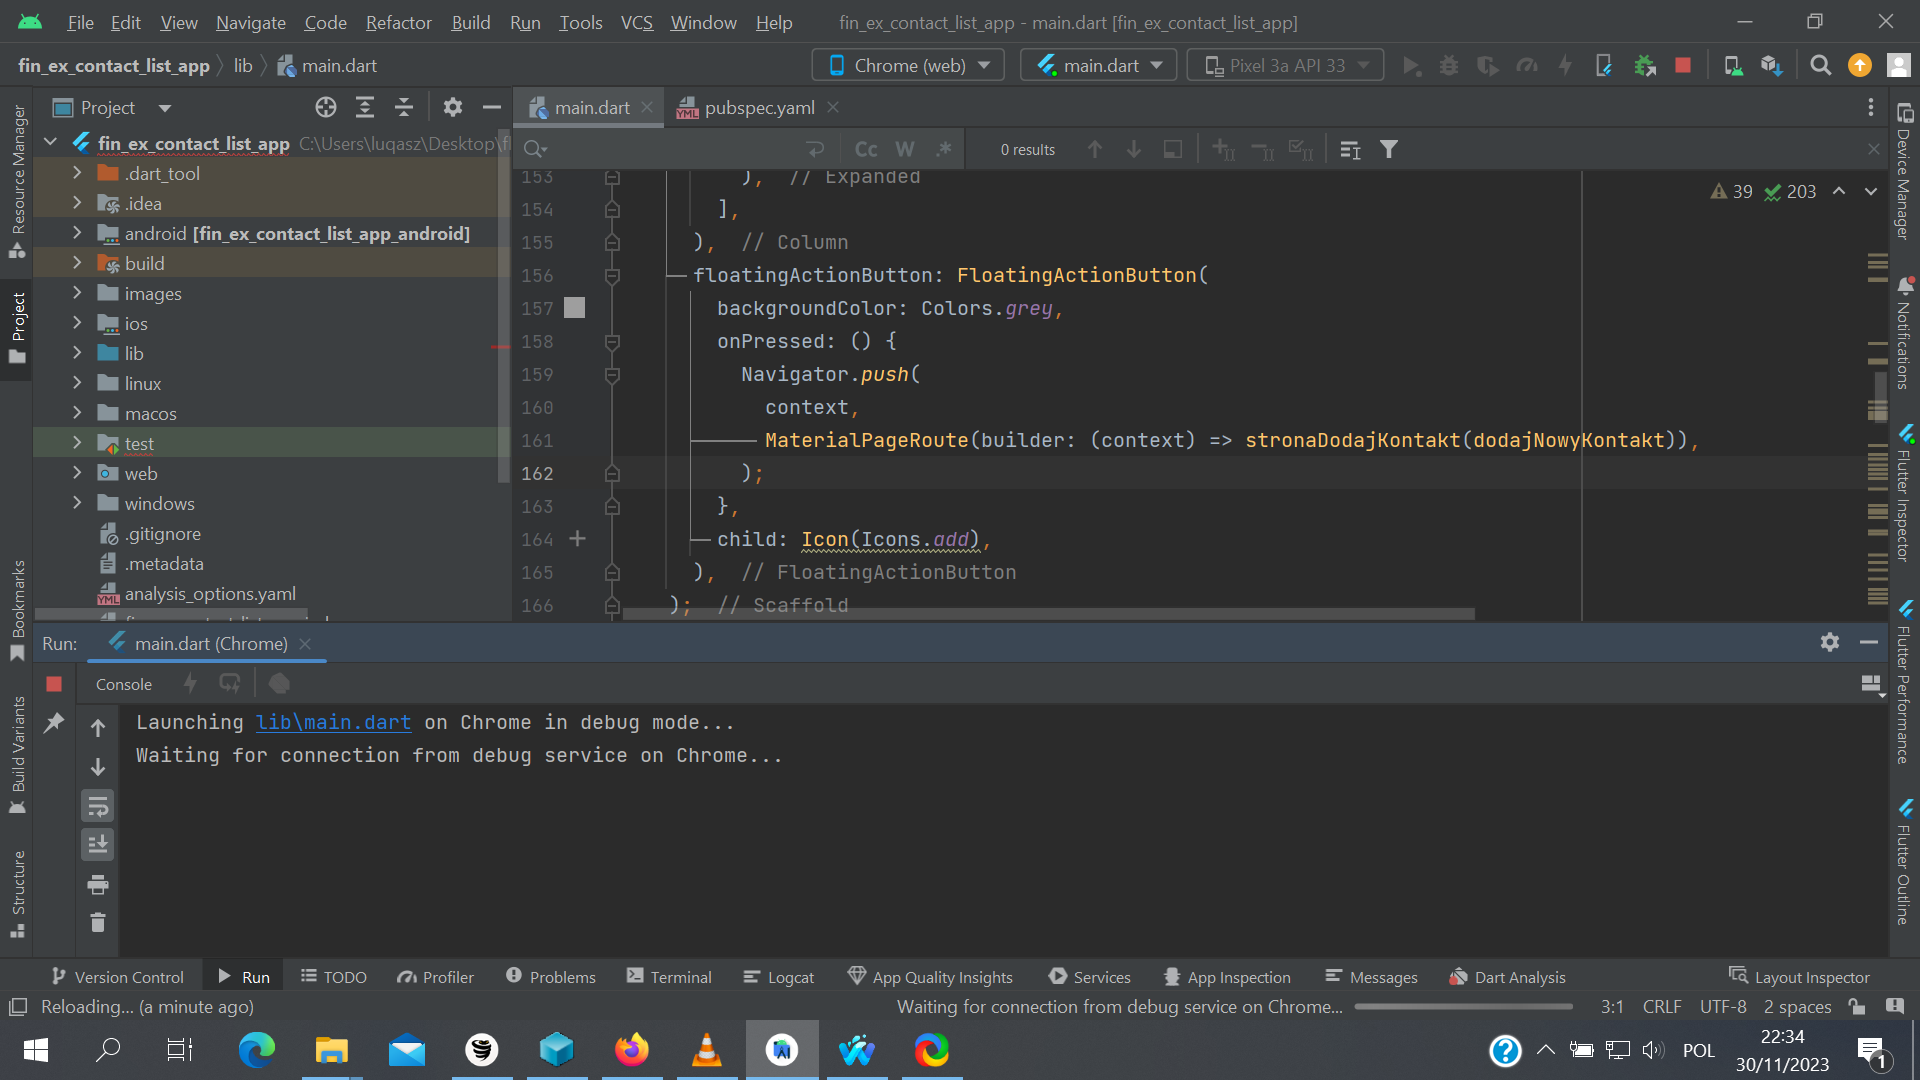 File Edit View Navigate Code Refactor Build Run Tools VCS Window Help fin_ex_contact_list_app - main.dart [fin_ex_contact_list_app]
fin_ex_contact_list_app lib main.dart Chrome (web) main.dart Pixel 3a API 33
Project main.dart pubspec.yaml
fin_ex_contact_list_app C:\Users\luqasz\Desktop\
.dart_tool
.idea
android [fin_ex_contact_list_app_android]
build
images
ios
lib
linux
macos
test
web
windows
.gitignore
.metadata
analysis_options.yaml
Cc W .* 0 results
39 203
153 ), // Expanded
154 ],
155 ), // Column
156 floatingActionButton: FloatingActionButton(
157 backgroundColor: Colors.grey,
158 onPressed: () {
159 Navigator.push(
160 context,
161 MaterialPageRoute(builder: (context) => stronaDodajKontakt(dodajNowyKontakt)),
162 );
163 },
164 child: Icon(Icons.add),
165 ), // FloatingActionButton
166 ); // Scaffold
Resource Manager
Project
Bookmarks
Build Variants
Structure
Device Manager
Notifications
Flutter Inspector
Flutter Performance
Flutter Outline
Run: main.dart (Chrome)
Console
Launching lib\main.dart on Chrome in debug mode...
Waiting for connection from debug service on Chrome...
Version Control Run TODO Profiler Problems Terminal Logcat App Quality Insights Services App Inspection Messages Dart Analysis Layout Inspector
Reloading... (a minute ago) Waiting for connection from debug service on Chrome... 3:1 CRLF UTF-8 2 spaces
POL
22:34
30/11/2023
1